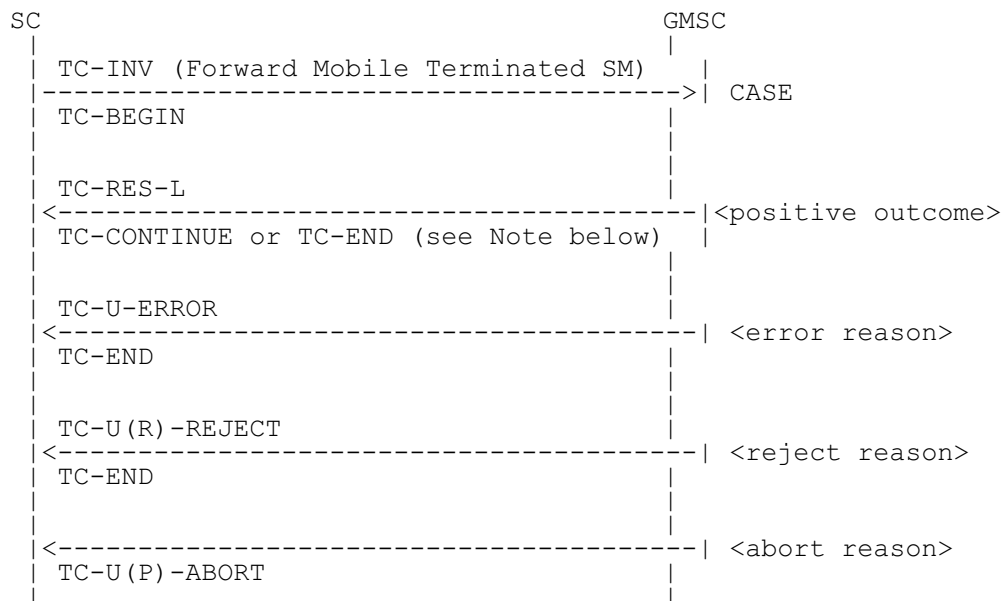 SC GMSC
TC-INV (Forward Mobile Terminated SM)
CASE
TC-BEGIN
TC-RES-L
<positive outcome>
TC-CONTINUE or TC-END (see Note below)
TC-U-ERROR
<error reason>
TC-END
TC-U(R)-REJECT
<reject reason>
TC-END
<abort reason>
TC-U(P)-ABORT